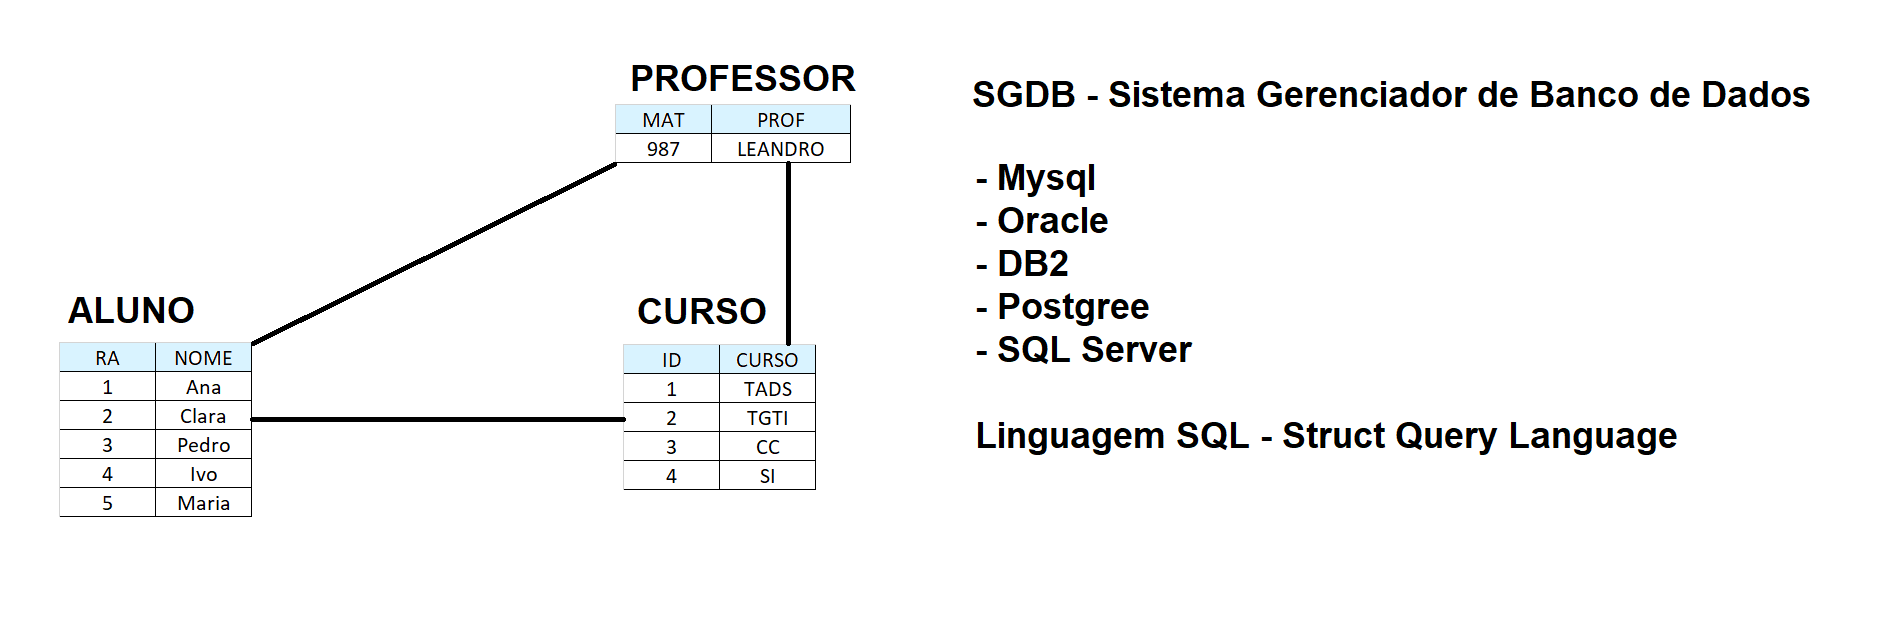 PROFESSOR
MAT PROF
987 LEANDRO
ALUNO
RA NOME
1 Ana
2 Clara
3 Pedro
4 Ivo
5 Maria
CURSO
ID CURSO
1 TADS
2 TGTI
3 CC
4 SI
SGDB - Sistema Gerenciador de Banco de Dados
- Mysql
- Oracle
- DB2
- Postgree
- SQL Server
Linguagem SQL - Struct Query Language